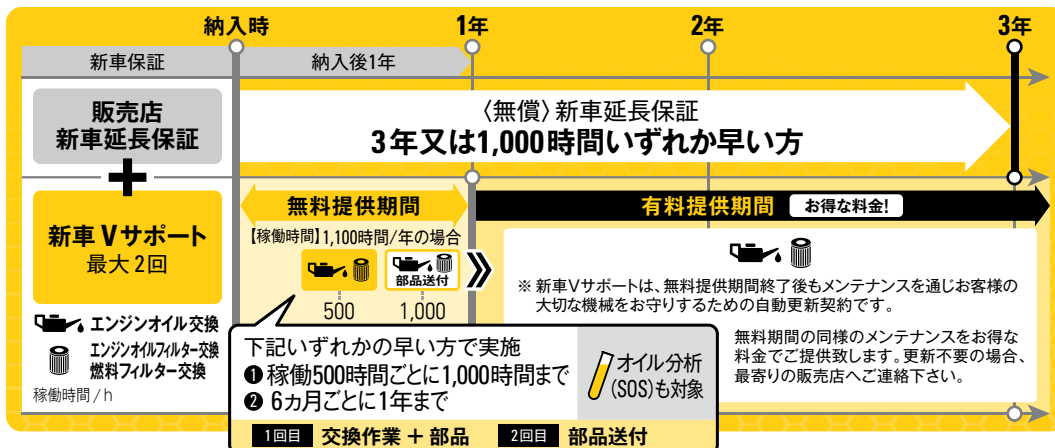 納入時
1年
2年
3年
新車保証
納入後1年
販売店
新車延長保証
〈無償〉新車延長保証
3年又は1,000時間いずれか早い方
新車Vサポート
最大2回
無料提供期間
【稼働時間】1,100時間/年の場合
部品送付
500
1,000
有料提供期間
お得な料金!
※ 新車Vサポートは、無料提供期間終了後もメンテナンスを通じお客様の
大切な機械をお守りするための自動更新契約です。
無料期間の同様のメンテナンスをお得な
料金でご提供致します。更新不要の場合、
最寄りの販売店へご連絡下さい。
エンジンオイル交換
エンジンオイルフィルター交換
燃料フィルター交換
稼働時間/h
下記いずれかの早い方で実施
❶ 稼働500時間ごとに1,000時間まで
❷ 6ヵ月ごとに1年まで
オイル分析
(SOS)も対象
1回目 交換作業 + 部品 2回目 部品送付